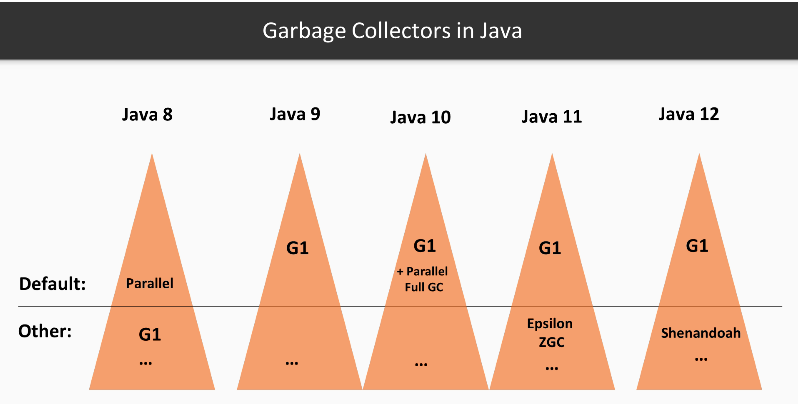 Garbage Collectors in Java
Java 8
Java 9
Java 10
Java 11
Java 12
Default:
Parallel
G1
G1
+ Parallel
Full GC
G1
G1
Other:
G1
...
...
...
Epsilon
ZGC
...
Shenandoah
...